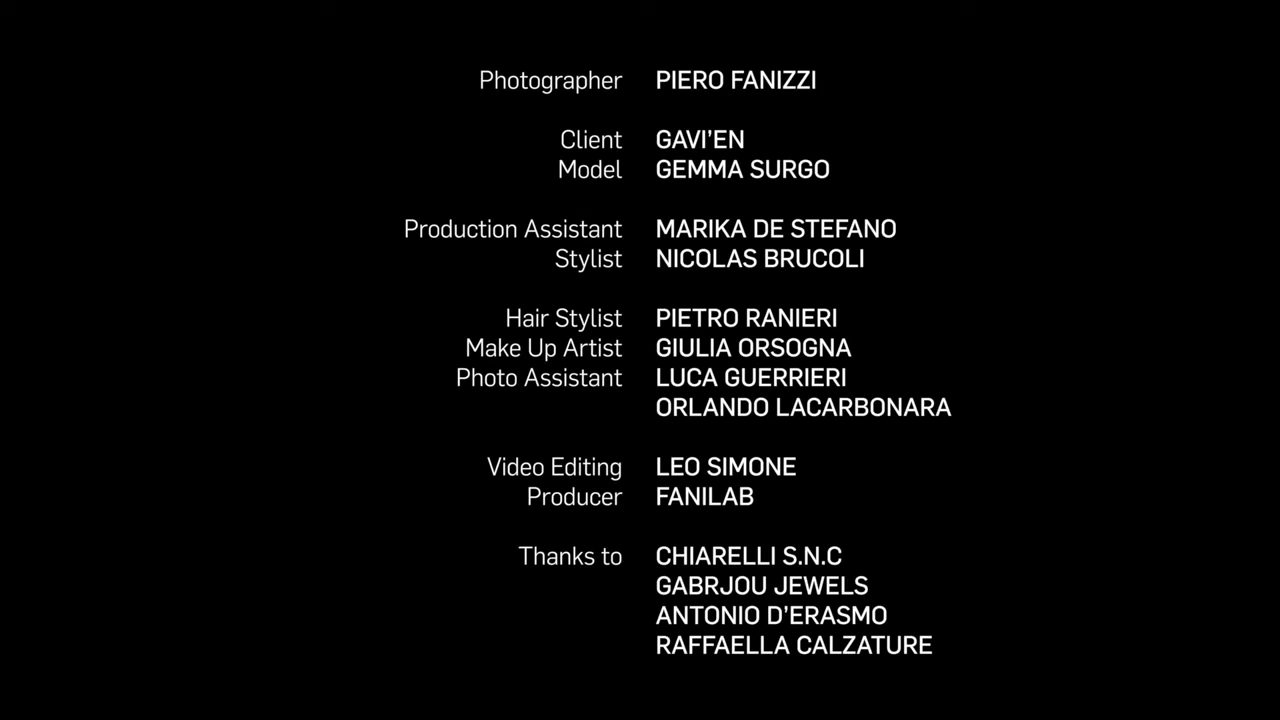 Photographer PIERO FANIZZI
Client GAVI'EN
Model GEMMA SURGO
Production Assistant MARIKA DE STEFANO
Stylist NICOLAS BRUCOLI
Hair Stylist PIETRO RANIERI
Make Up Artist GIULIA ORSOGNA
Photo Assistant LUCA GUERRIERI
ORLANDO LACARBONARA
Video Editing LEO SIMONE
Producer FANILAB
Thanks to CHIARELLI S.N.C
GABRJOU JEWELS
ANTONIO D'ERASMO
RAFFAELLA CALZATURE